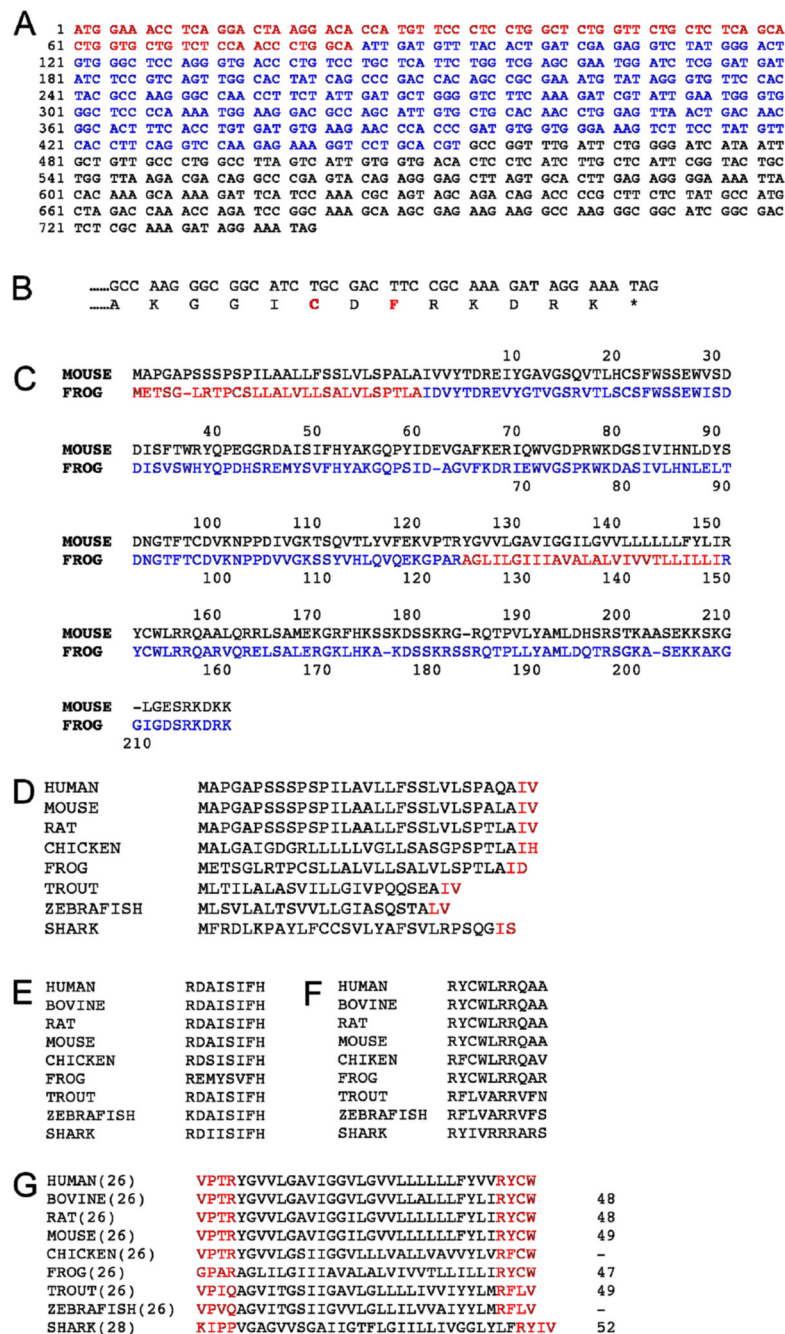 A
1 ATG GAA ACC TCA GGA CTA AGG ACA CCA TGT TCC CTC CTG GCT CTG GTT CTG CTC TCA GCA
61 CTG GTG CTG TCT CCA ACC CTG GCA ATT GAT GTT TAC ACT GAT CGA GAG GTC TAT GGG ACT
121 GTG GGC TCC AGG GTG ACC CTG TCC TGC TCA TTC TGG TCG AGC GAA TGG ATC TCG GAT GAT
181 ATC TCC GTC AGT TGG CAC TAT CAG CCC GAC CAC AGC CGC GAA ATG TAT AGG GTG TTC CAC
241 TAC GCC AAG GGC CAA CCT TCT ATT GAT GCT GGG GTC TTC AAA GAT CGT ATT GAA TGG GTG
301 GGC TCC CCA AAA TGG AAG GAC GCC AGC ATT GTG CTG CAC AAC CTG GAG TTA ACT GAC AAC
361 GGC ACT TTC ACC TGT GAT GTG AAG AAC CCA CCC GAT GTG GTG GGA AAG TCT TCC TAT GTT
421 CAC CTT CAG GTC CAA GAG AAA GGT CCT GCA CGT GCC GGT TTG ATT CTG GGG ATC ATA ATT
481 GCT GTT GCC CTG GCC TTA GTC ATT GTG GTG ACA CTC CTC ATC TTG CTC ATT CGG TAC TGC
541 TGG TTA AGA CGA CAG GCC CGA GTA CAG AGG GAG CTT AGT GCA CTT GAG AGG GGA AAA TTA
601 CAC AAA GCA AAA GAT TCA TCC AAA CGC AGT AGC AGA CAG ACC CCG CTT CTC TAT GCC ATG
661 CTA GAC CAA ACC AGA TCC GGC AAA GCA AGC GAG AAG AAG GCC AAG GGC GGC ATC GGC GAC
721 TCT CGC AAA GAT AGG AAA TAG
B
……GCC AAG GGC GGC ATC TGC GAC TTC CGC AAA GAT AGG AAA TAG
……A K G G I C D F R K D R K *
C
10 20 30
MOUSE MAPGAPSSSPSPILAALLFSSLVLSPALAIVVYTDREIYGAVGSQVTLHCSFWSSEWVSD
FROG METSG-LRTPCSLLALVLLSALVLSPTLAIDVYTDREVYGTVGSRVTLSCSFWSSEWISD
40 50 60
DISFTWRYQPEGGRDAISIFHYAKGQPYIDEVGAFKERIQWVGDPRWKDGSIVIHNLDYS
DISVSWHYQPDHSREMYSVFHYAKGQPSID-AGVFKDRIEWVGSPKWKDASIVLHNLELT
70 80 90
MOUSE
FROG
70 80 90
100 110 120 130 140 150
MOUSE DNGTFTCDVKNPPDIVGKTSQVTLYVFEKVPTRYGVVLGAVIGGILGVVLLLLLLFYLIR
FROG DNGTFTCDVKNPPDVVGKSSYVHLQVQEKGPARAGLILGIIIAVALALVIVVTLLILLIR
100 110 120 130 140 150
160 170 180 190 200 210
MOUSE YCWLRRQAALQRRLSAMEKGRFHKSSKDSSKRG-RQTPVLYAMLDHSRSTKAASEKKSKG
FROG YCWLRRQARVQRELSALERGKLHKA-KDSSKRSSRQTPLLYAMLDQTRSGKA-SEKKAKG
160 170 180 190 200
MOUSE -LGESRKDKK
FROG GIGDSRKDRK
210
D
HUMAN MAPGAPSSSPSPILAVLLFSSLVLSPAQAIV
MOUSE MAPGAPSSSPSPILAALLFSSLVLSPALAIV
RAT MAPGAPSSSPSPILAALLFSSLVLSPTLAIV
CHICKEN MALGAIGDGRLLLLLVGLLSASGPSPTLAIH
FROG METSGLRTPCSLLALVLLSALVLSPTLAID
TROUT MLTILALASVILLGIVPQQSEAIV
ZEBRAFISH MLSVLALTSVVLLGIASQSTALV
SHARK MFRDLKPAYLFCCSVLYAFSVLRPSQGIS
E
HUMAN RDAISIFH
BOVINE RDAISIFH
RAT RDAISIFH
MOUSE RDAISIFH
CHICKEN RDSISIFH
FROG REMYSVFH
TROUT RDAISIFH
ZEBRAFISH KDAISIFH
SHARK RDIISIFH
F
HUMAN RYCWLRRQAA
BOVINE RYCWLRRQAA
RAT RYCWLRRQAA
MOUSE RYCWLRRQAA
CHIKEN RFCWLRRQAV
FROG RYCWLRRQAR
TROUT RFLVARRVFN
ZEBRAFISH RFLVARRVFS
SHARK RYIVRRRARS
G
HUMAN(26) VPTRYGVVLGAVIGGVLGVVLLLLLLFYVVRYCW
BOVINE(26) VPTRYGVVLGAVIGGVLGVVLLALLLFYLIRYCW 48
RAT(26) VPTRYGVVLGAVIGGILGVVLLLLLLFYLIRYCW 48
MOUSE(26) VPTRYGVVLGAVIGGILGVVLLLLLLFYLIRYCW 49
CHICKEN(26) VPTRYGVVLGSIIGGVLLLVALLVAVVYLVRFCW –
FROG(26) GPARAGLILGIIIAVALALVIVVTLLILLIRYCW 47
TROUT(26) VPIQAGVITGSIIGAVLGLLLLIVVIYYLMRFLV 49
ZEBRAFISH(26) VPVQAGVITGSIIGVVLGLILLIVVAIYYLMRFLV –
SHARK(28) KIPPVGAGVVSGAIIGTFLGIILLIVGGLYLFRYIV 52